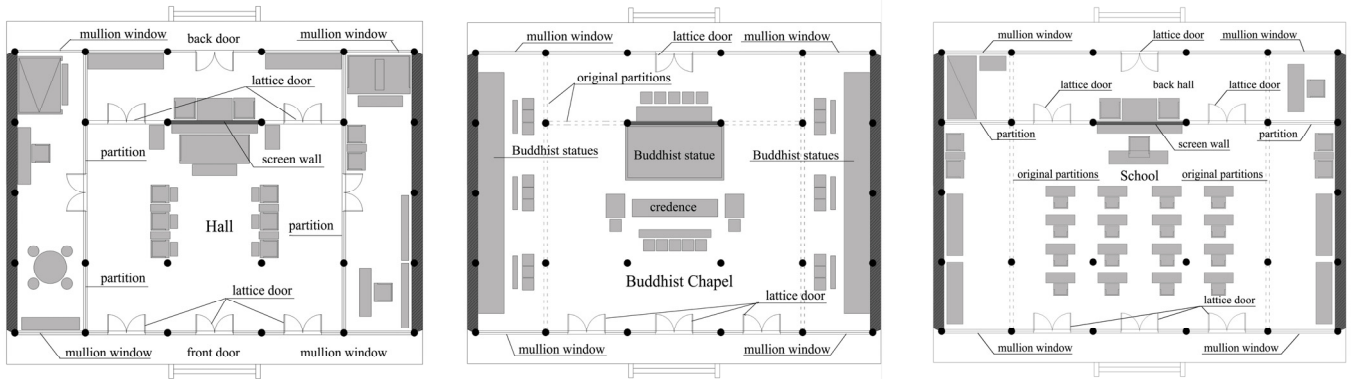 mullion window
back door
mullion window
lattice door
partition
screen wall
Hall
partition
partition
lattice door
mullion window
front door
mullion window
mullion window
lattice door
mullion window
original partitions
Buddhist statues
Buddhist statue
Buddhist statues
credence
Buddhist Chapel
lattice door
mullion window
mullion window
mullion window
lattice door
mullion window
lattice door
back hall
lattice door
partition
partition
screen wall
original partitions
School
original partitions
lattice door
mullion window
mullion window